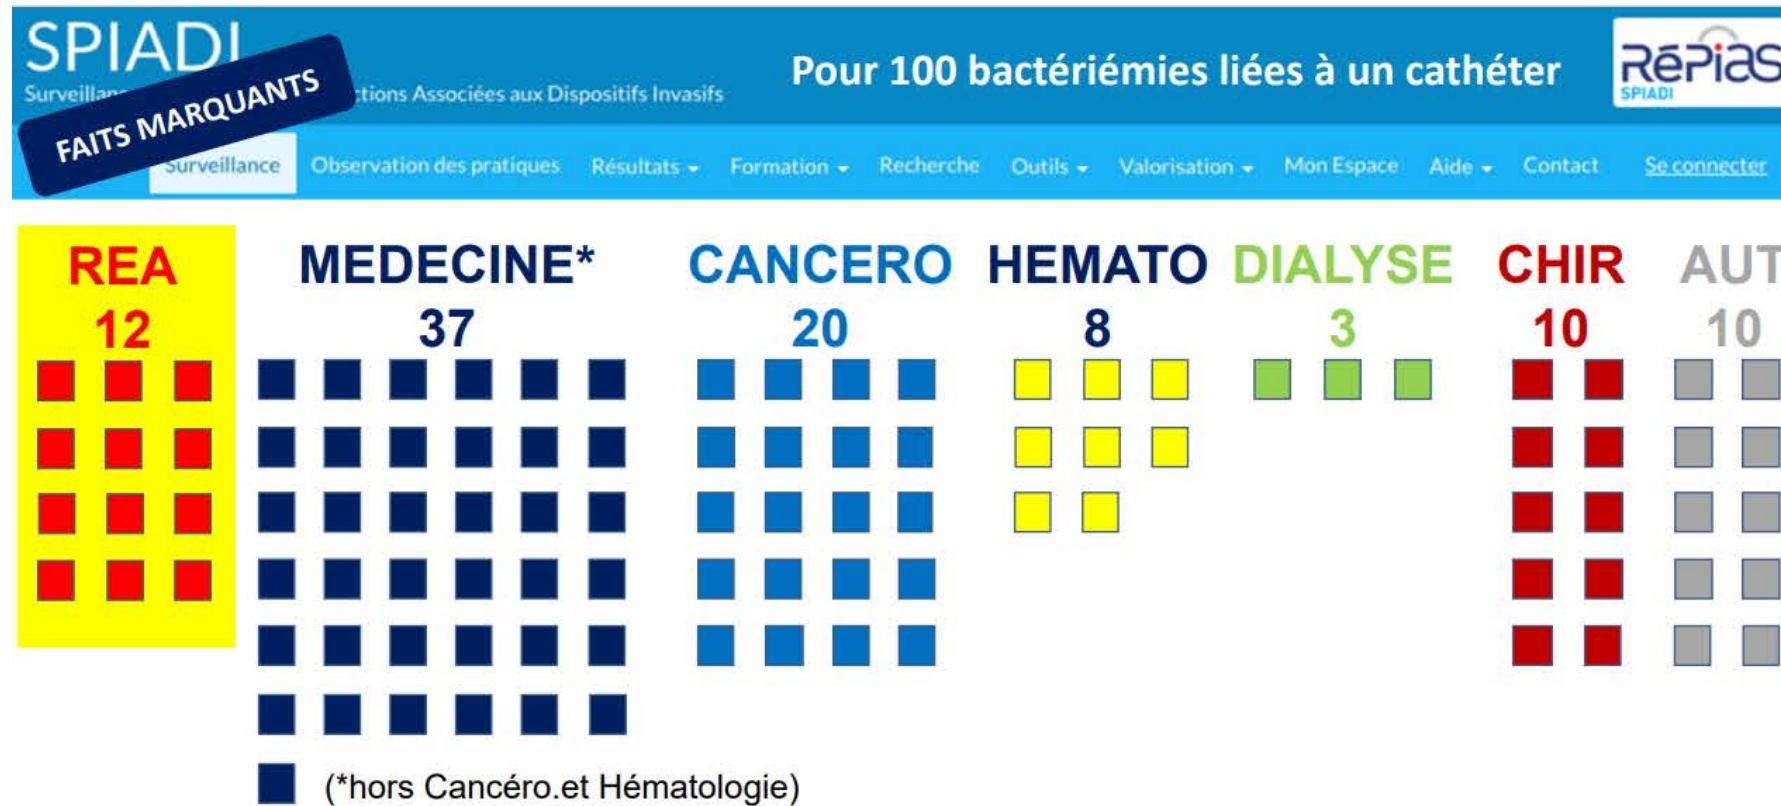 SPIADI
FAITS MARQUANTS
ctions Associées aux Dispositifs Invasifs
Pour 100 bactériémies liées à un cathéter
RéPias
SPIADI
Surveillance Observation des pratiques Résultats Formation Recherche Outils Valorisation Mon Espace Aide Contact Se connecter
REA MEDECINE* CANCERO HEMATO DIALYSE CHIR AUT
12 37 20 8 3 10 10
(*hors Cancéro.et Hématologie)